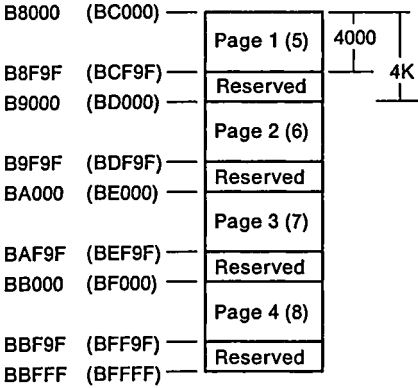 B8000 (BC000)
Page 1 (5)
4000
4K
B8F9F (BCF9F)
Reserved
B9000 (BD000)
Page 2 (6)
B9F9F (BDF9F)
Reserved
BA000 (BE000)
Page 3 (7)
BAF9F (BEF9F)
Reserved
BB000 (BF000)
Page 4 (8)
BBF9F (BFF9F)
Reserved
BBFFF (BFFFF)